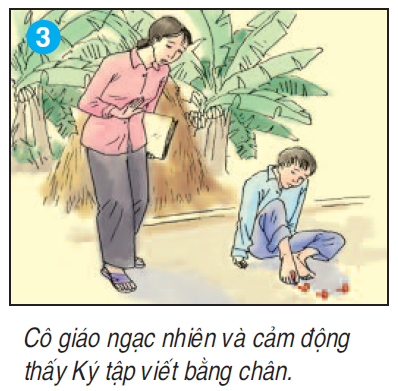 3
Cô giáo ngạc nhiên và cảm động
thấy Ký tập viết bằng chân.